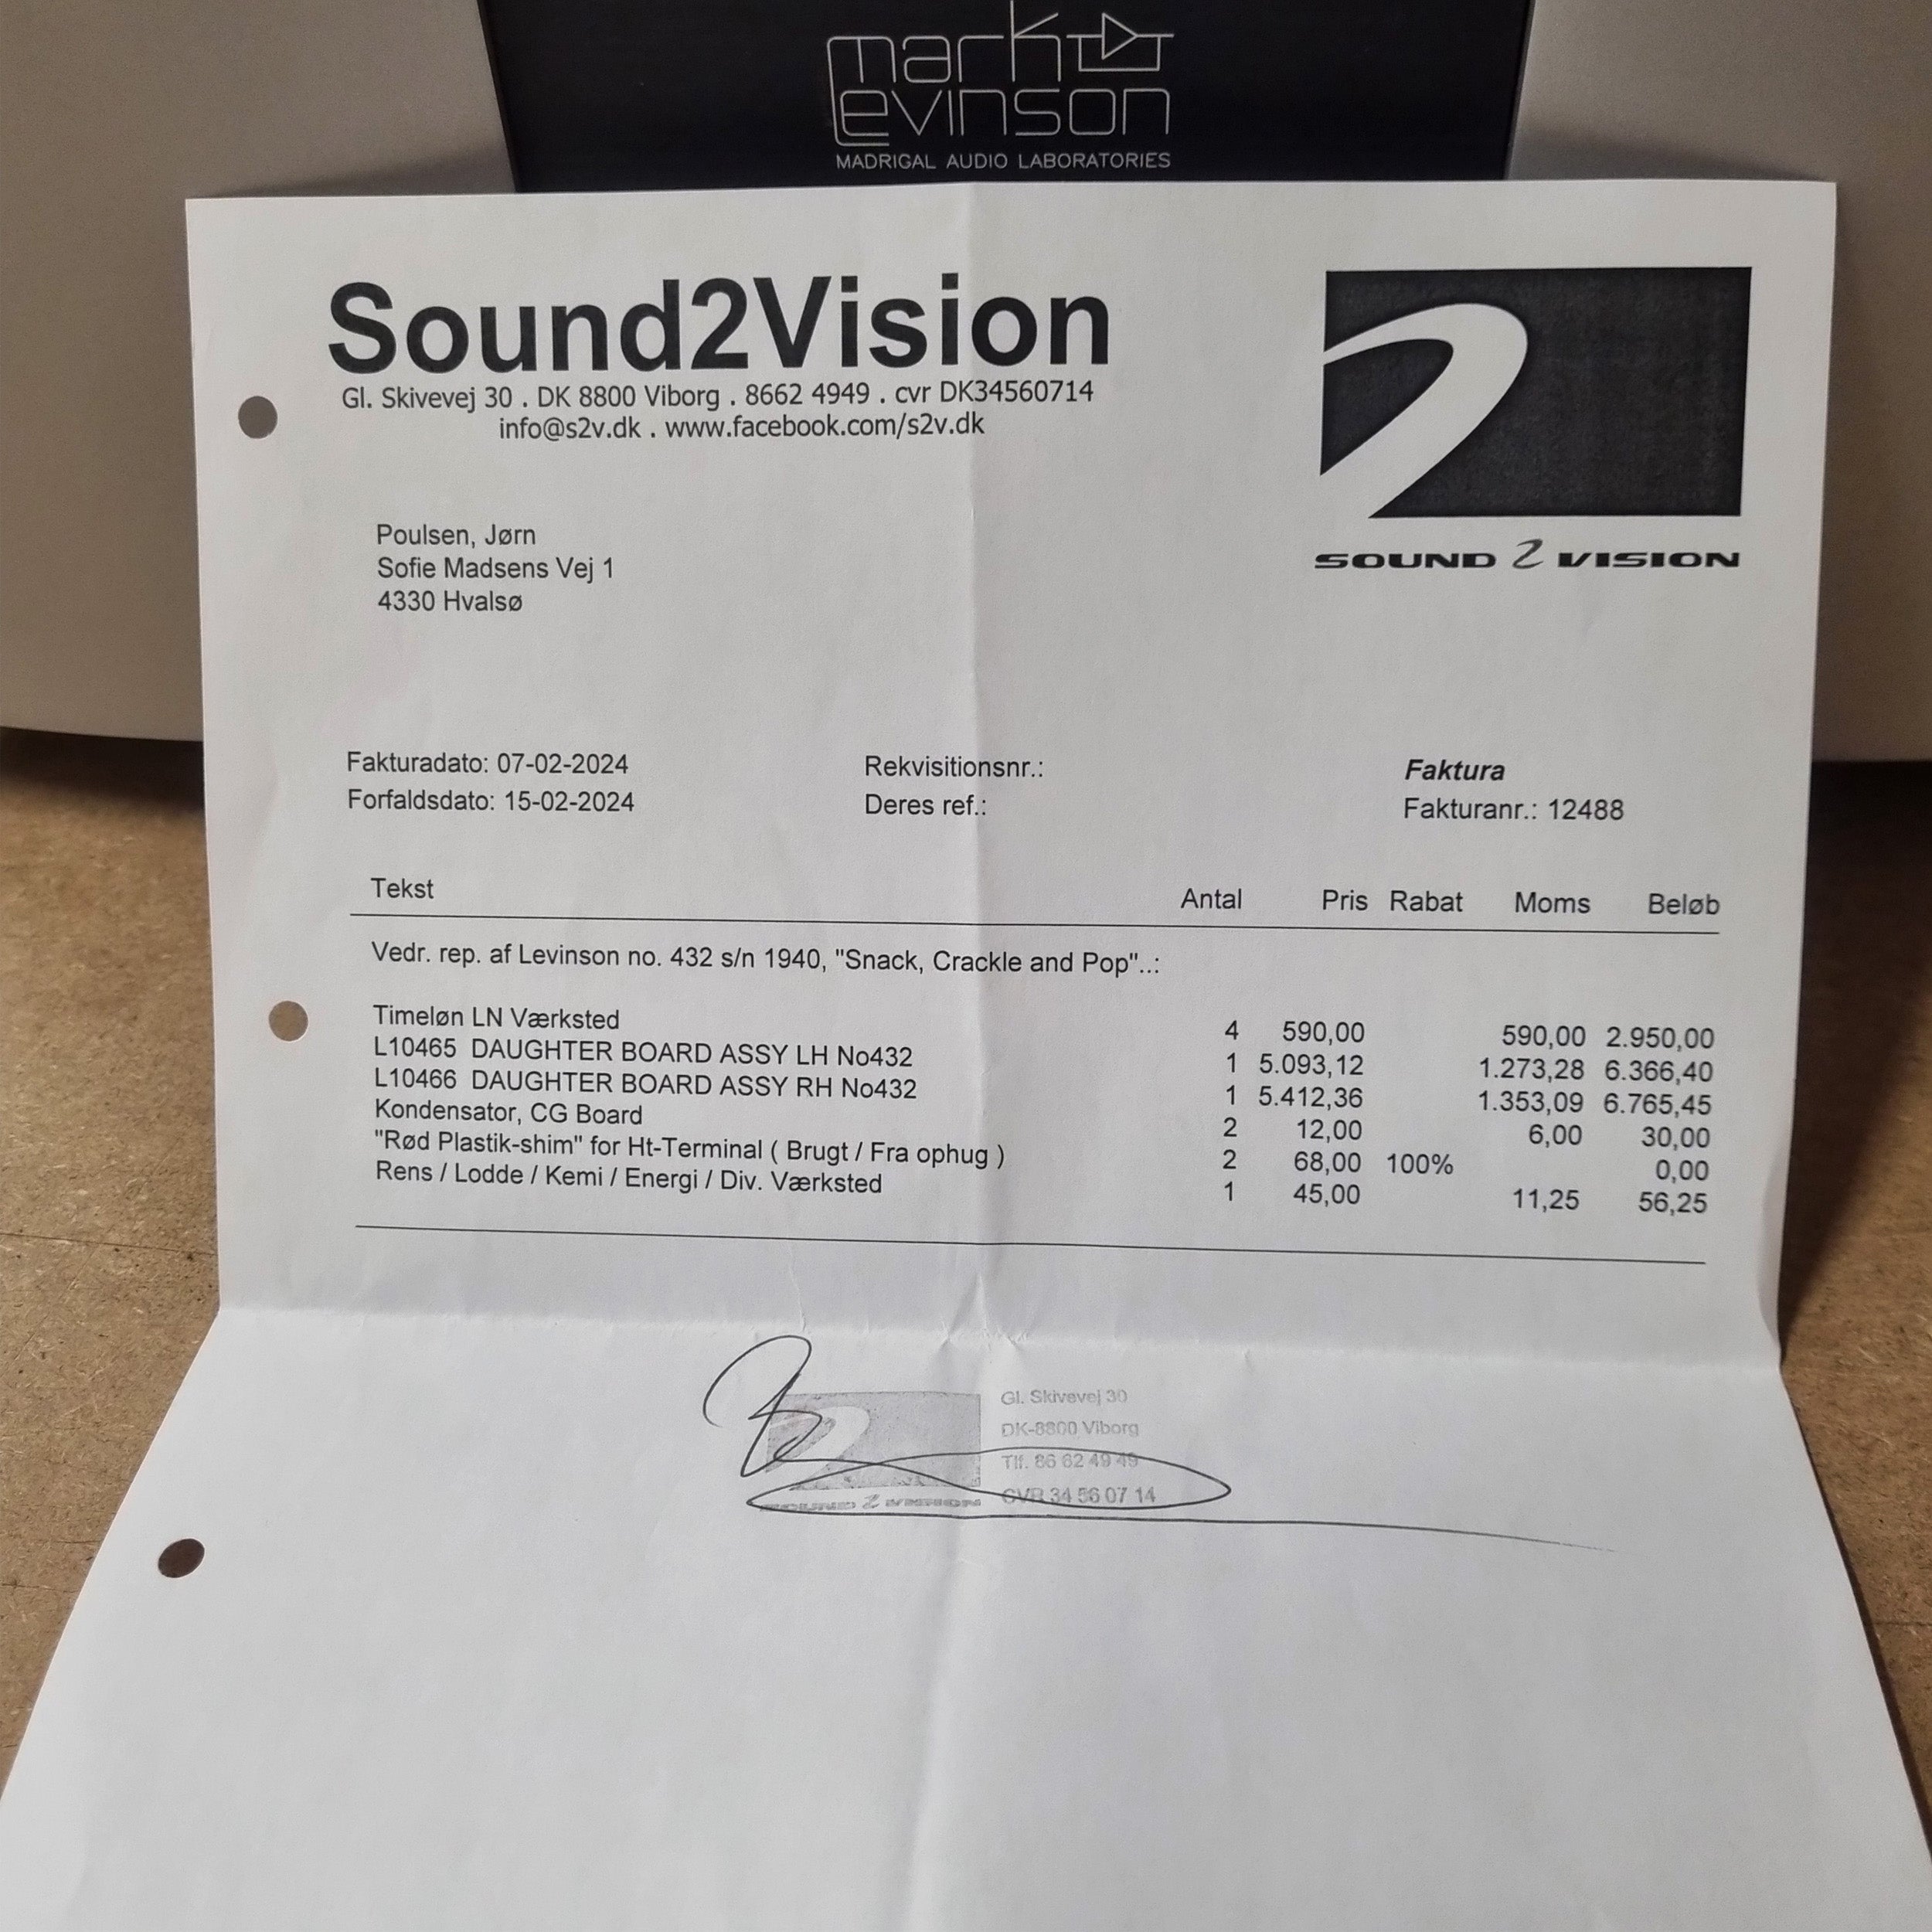 mark
levinson
MADRIGAL AUDIO LABORATORIES
Sound2Vision
Gl. Skivevej 30 . DK 8800 Viborg . 8662 4949 . cvr DK34560714
info@s2v.dk . www.facebook.com/s2v.dk
SOUND 2 VISION
Poulsen, Jørn
Sofie Madsens Vej 1
4330 Hvalsø
Fakturadato: 07-02-2024 Rekvisitionsnr.: Faktura
Forfaldsdato: 15-02-2024 Deres ref.: Fakturanr.: 12488
Tekst Antal Pris Rabat Moms Beløb
Vedr. rep. af Levinson no. 432 s/n 1940, "Snack, Crackle and Pop"..:
Timeløn LN Værksted 4 590,00 590,00 2.950,00
L10465 DAUGHTER BOARD ASSY LH No432 1 5.093,12 1.273,28 6.366,40
L10466 DAUGHTER BOARD ASSY RH No432 1 5.412,36 1.353,09 6.765,45
Kondensator, CG Board 2 12,00 6,00 30,00
"Rød Plastik-shim" for Ht-Terminal ( Brugt / Fra ophug ) 2 68,00 100% 0,00
Rens / Lodde / Kemi / Energi / Div. Værksted 1 45,00 11,25 56,25
Gl. Skivevej 30
DK-8800 Viborg
Tlf. 86 62 49 49
CVR 34 56 07 14
SOUND 2 VISION